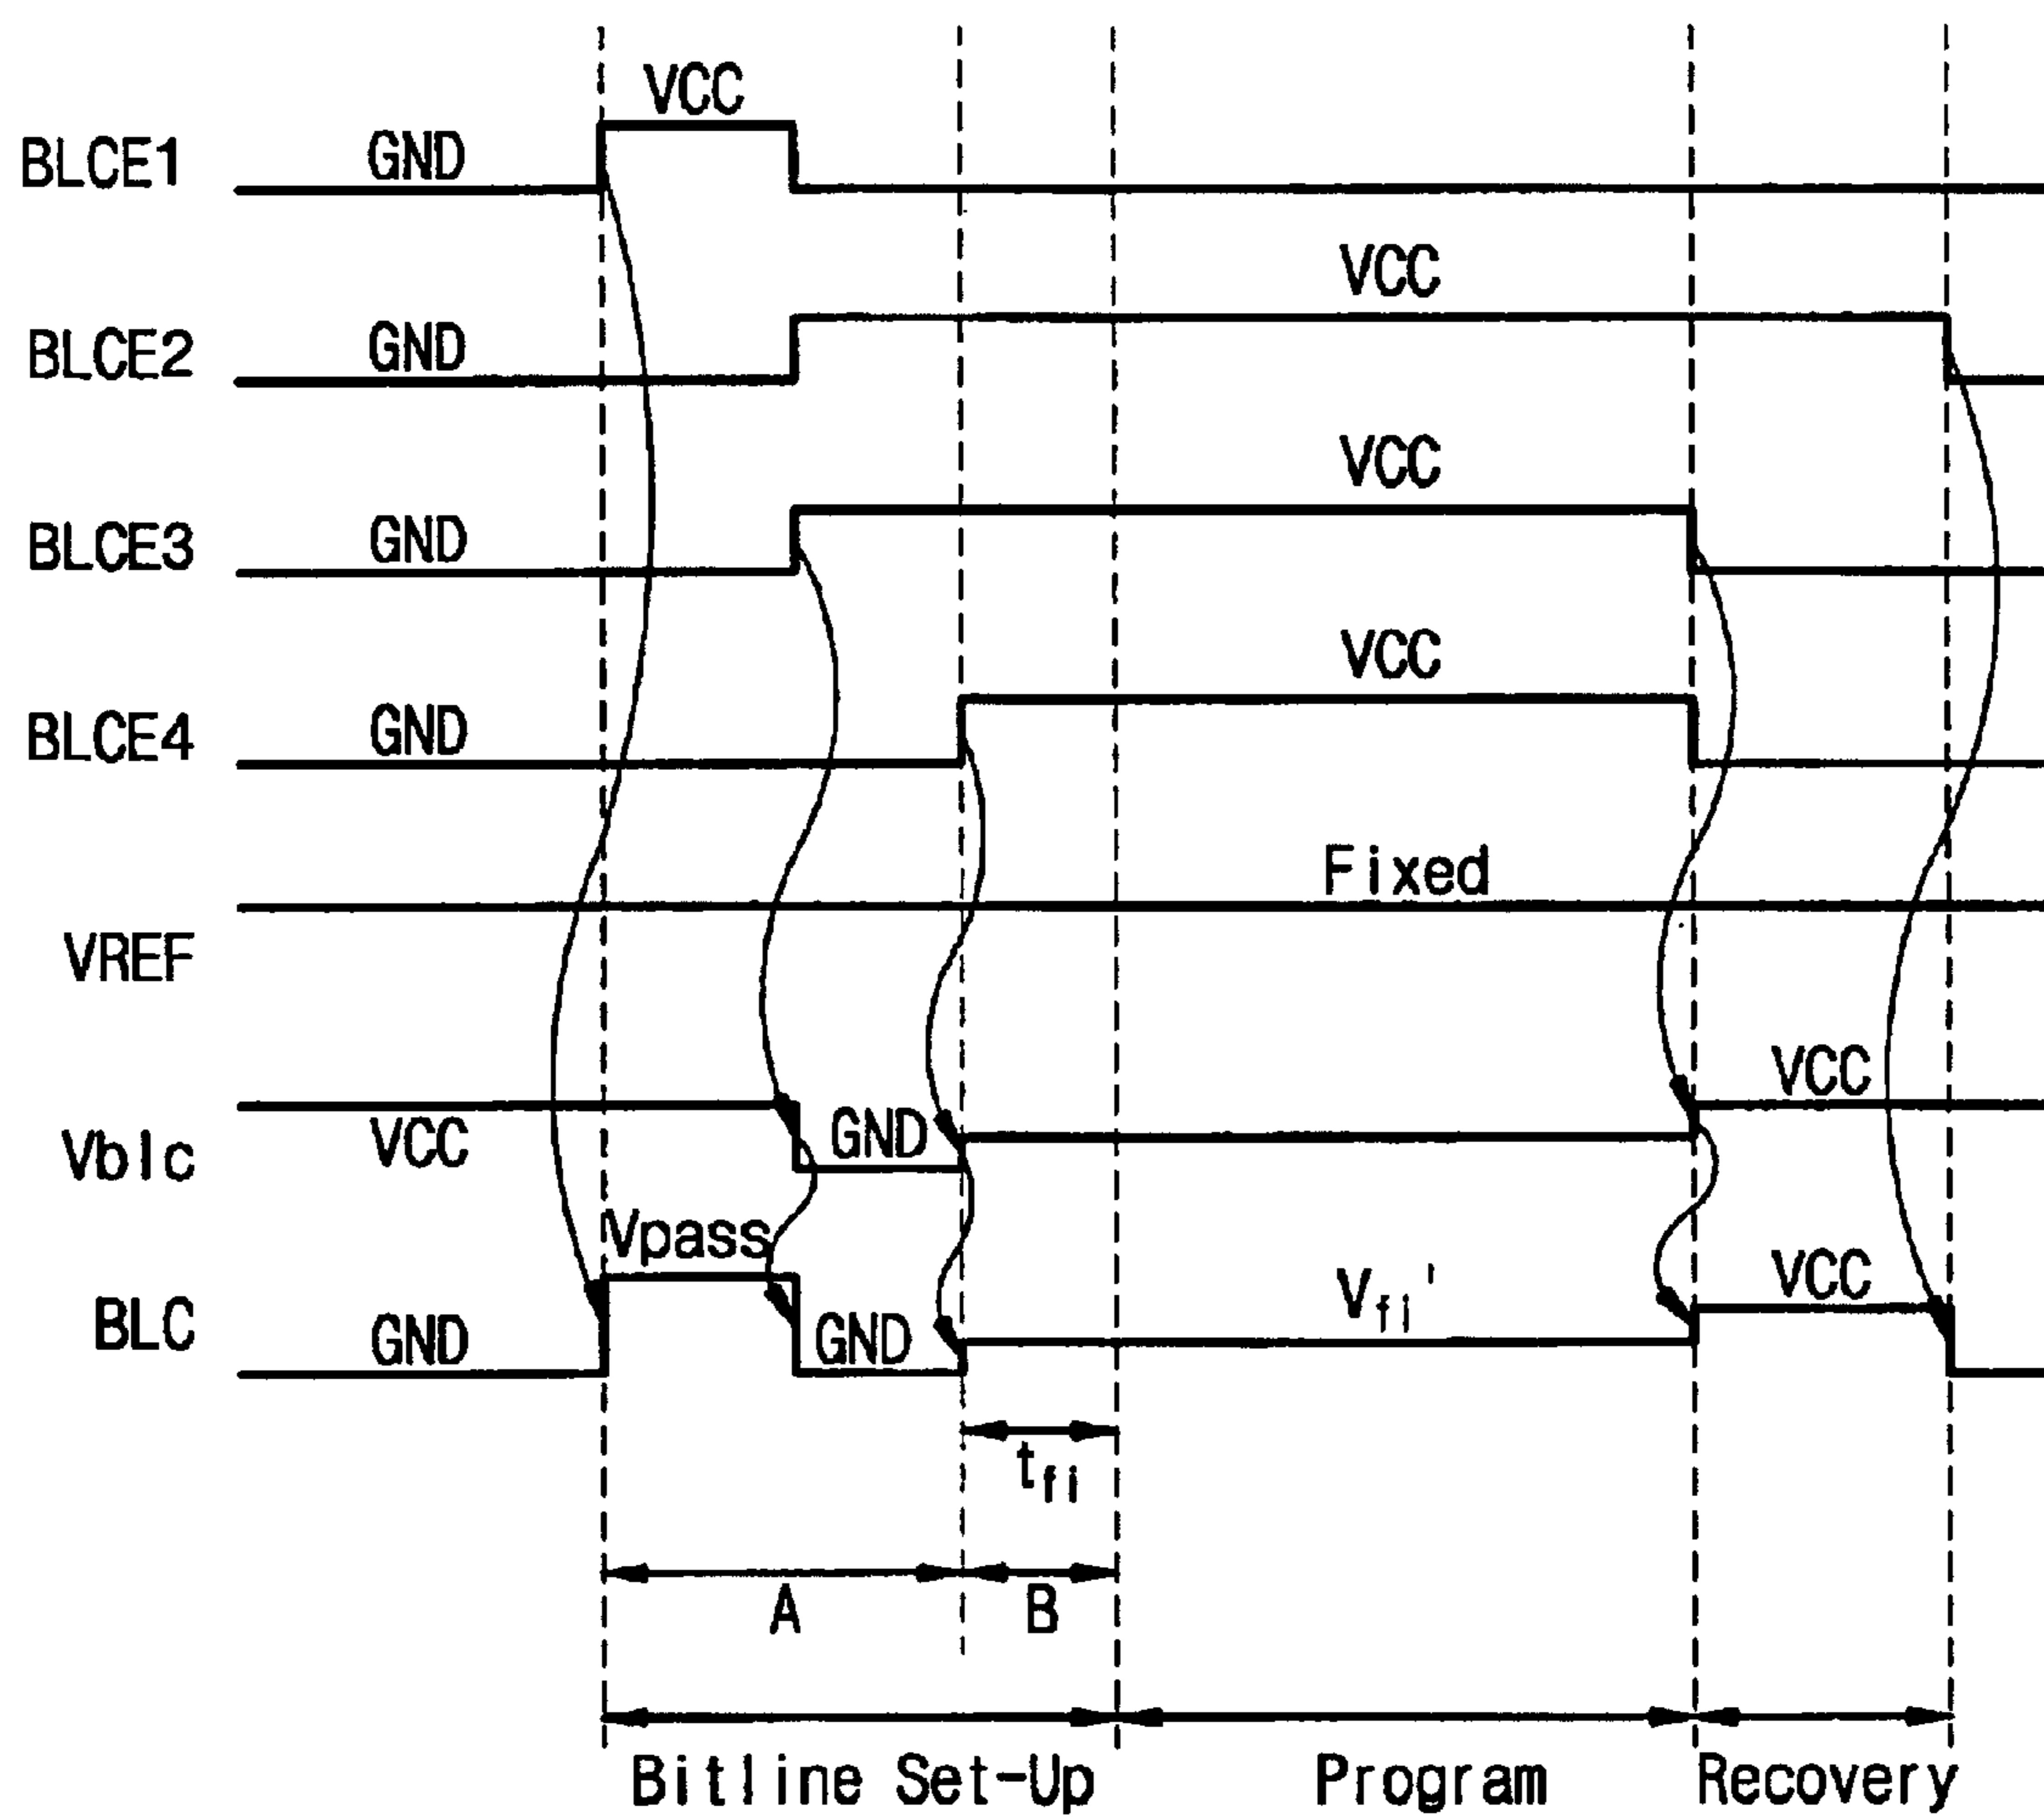 VCC
BLCE1 GND
VCC
BLCE2 GND
VCC
BLCE3 GND
VCC
BLCE4 GND
Fixed
VREF
VCC
Vblc VCC GND
Vpass
VCC
BLC GND GND Vfi'
tfi
A B
Bitline Set-Up Program Recovery